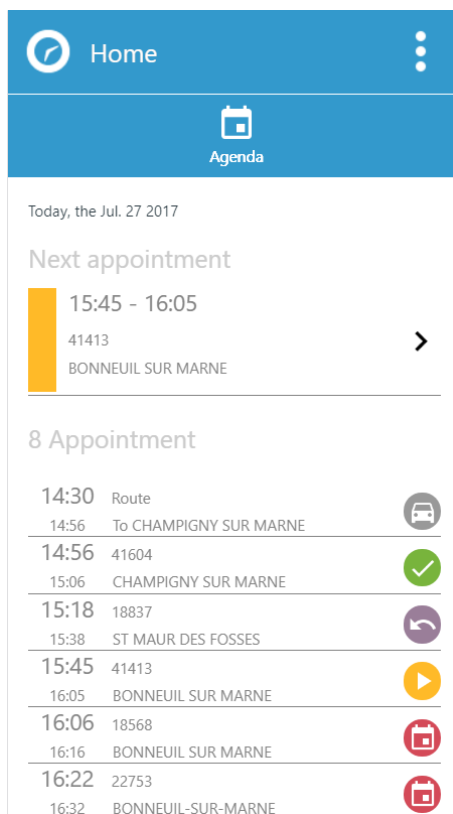 Home
Agenda
Today, the Jul. 27 2017
Next appointment
15:45 - 16:05
41413
BONNEUIL SUR MARNE
8 Appointment
14:30 Route
14:56 To CHAMPIGNY SUR MARNE
14:56 41604
15:06 CHAMPIGNY SUR MARNE
15:18 18837
15:38 ST MAUR DES FOSSES
15:45 41413
16:05 BONNEUIL SUR MARNE
16:06 18568
16:16 BONNEUIL SUR MARNE
16:22 22753
16:32 BONNEUIL-SUR-MARNE